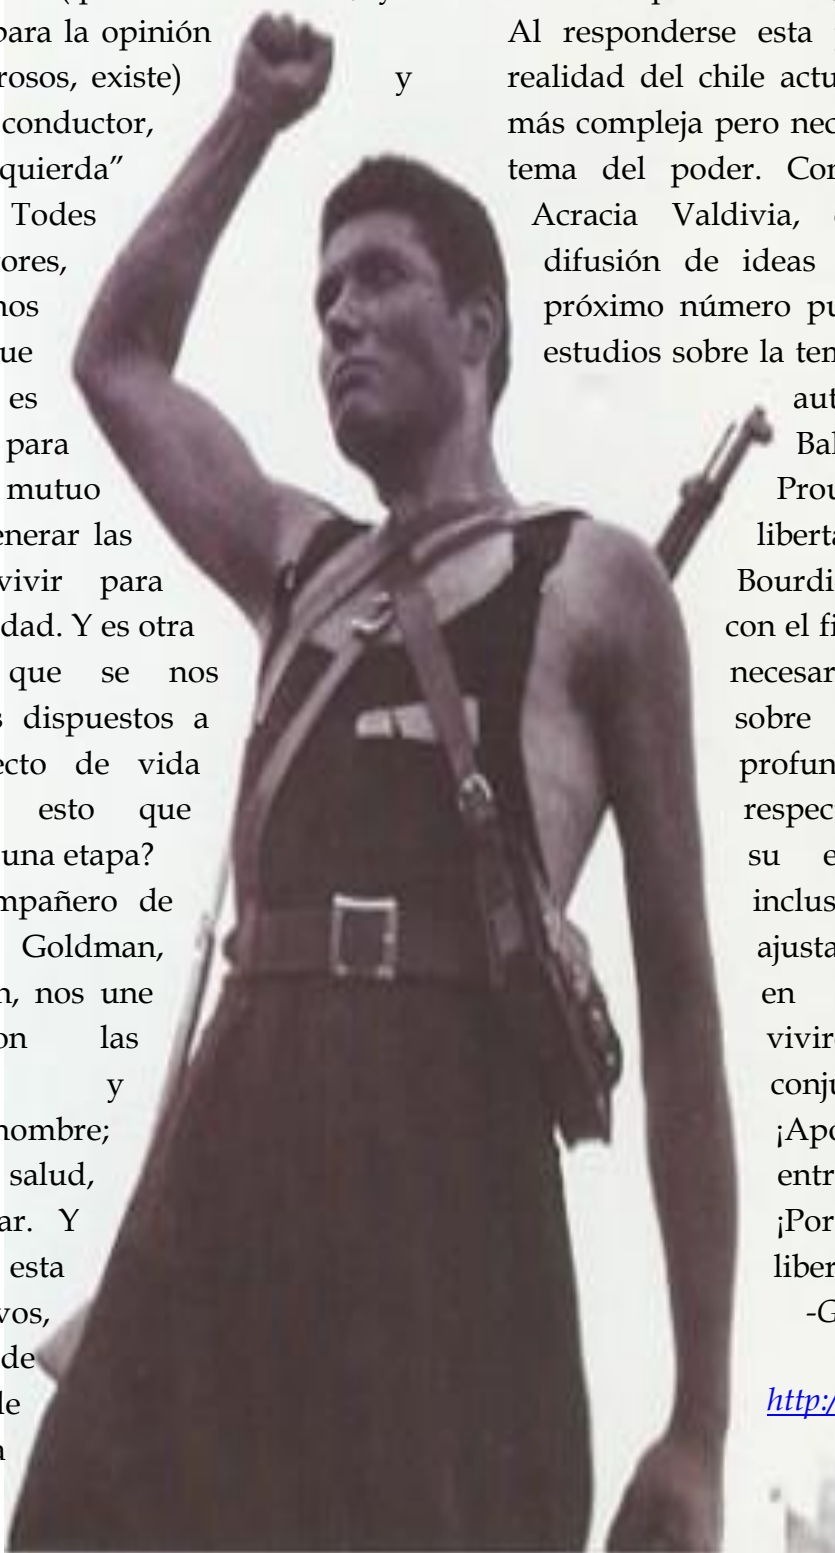 para la opinión
rosos, existe) y
conductor,
quierda”
Todes
ores,
nos
ue
es
para
mutuo
enerar las
vivir para
dad. Y es otra
que se nos
s dispuestos a
ecto de vida
esto que
una etapa?
mpañero de
Goldman,
n, nos une
on las
y
hombre;
salud,
ar. Y
esta
vos,
de
le
a
Al responderse esta
realidad del chile actu
más compleja pero nec
tema del poder. Con
Acracia Valdivia, e
difusión de ideas
próximo número pu
estudios sobre la tem
aut
Bak
Prou
liberta
Bourdi
con el fi
necesar
sobre
profun
respec
su e
inclus
ajusta
en
vivir
conju
¡Apo
entr
¡Por
liber
-G
http:/